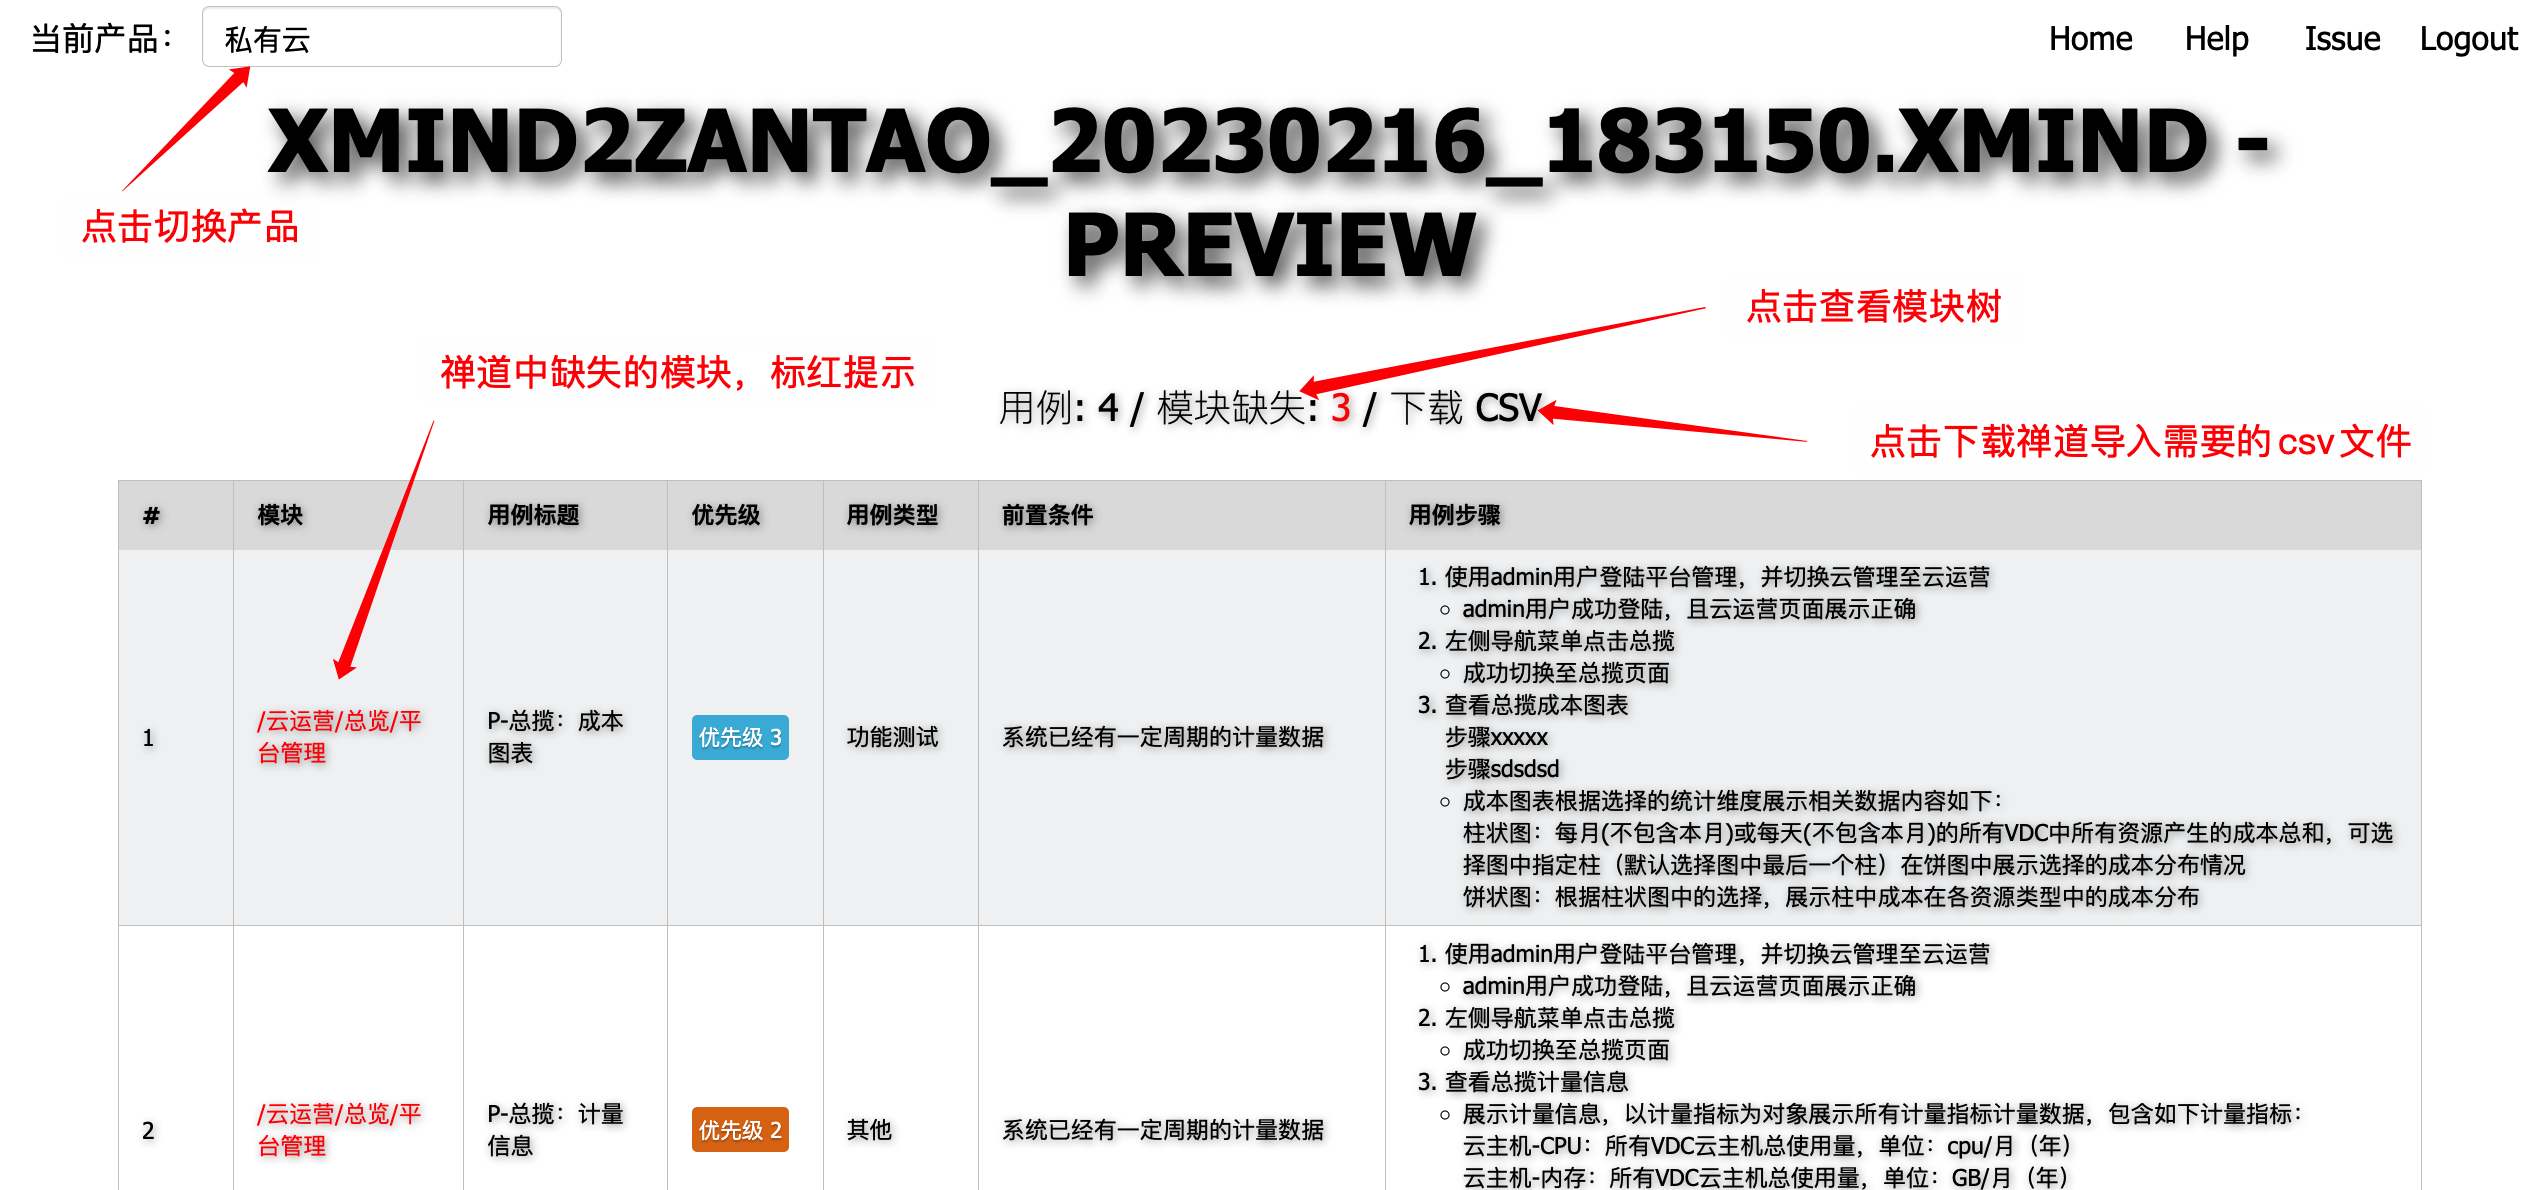 当前产品： 私有云 Home Help Issue Logout
XMIND2ZANTAO_20230216_183150.XMIND -
PREVIEW
点击切换产品
点击查看模块树
禅道中缺失的模块，标红提示
用例: 4 / 模块缺失: 3 / 下载 CSV
点击下载禅道导入需要的csv文件
# 模块 用例标题 优先级 用例类型 前置条件 用例步骤
1
/云运营/总览/平
台管理
P-总揽：成本
图表
优先级 3
功能测试
系统已经有一定周期的计量数据
1. 使用admin用户登陆平台管理，并切换云管理至云运营
admin用户成功登陆，且云运营页面展示正确
2. 左侧导航菜单点击总揽
成功切换至总揽页面
3. 查看总揽成本图表
步骤xxxxx
步骤sdsdsd
成本图表根据选择的统计维度展示相关数据内容如下：
柱状图：每月(不包含本月)或每天(不包含本月)的所有VDC中所有资源产生的成本总和，可选
择图中指定柱（默认选择图中最后一个柱）在饼图中展示选择的成本分布情况
饼状图：根据柱状图中的选择，展示柱中成本在各资源类型中的成本分布
2
/云运营/总览/平
台管理
P-总揽：计量
信息
优先级 2
其他
系统已经有一定周期的计量数据
1. 使用admin用户登陆平台管理，并切换云管理至云运营
admin用户成功登陆，且云运营页面展示正确
2. 左侧导航菜单点击总揽
成功切换至总揽页面
3. 查看总揽计量信息
展示计量信息，以计量指标为对象展示所有计量指标计量数据，包含如下计量指标：
云主机-CPU：所有VDC云主机总使用量，单位：cpu/月（年）
云主机-内存：所有VDC云主机总使用量，单位：GB/月（年）